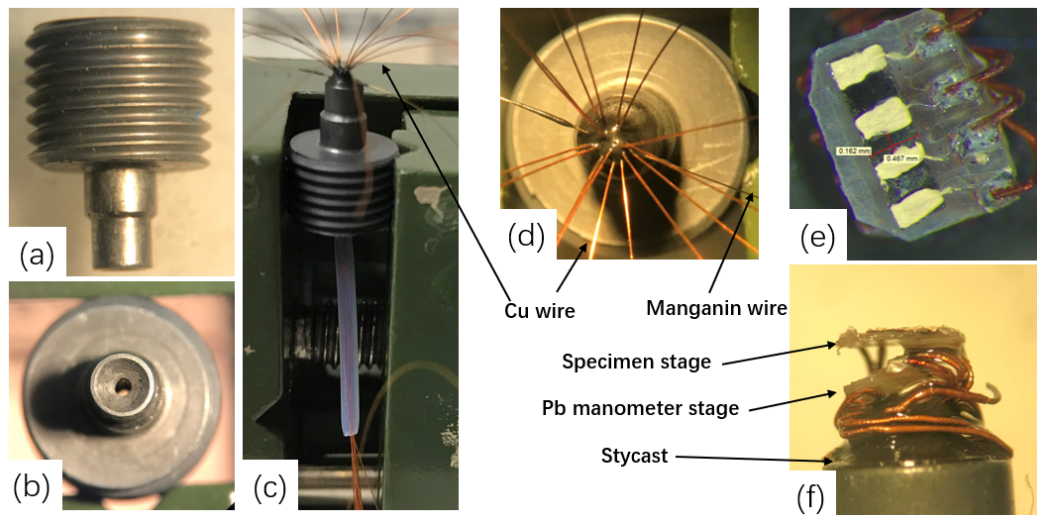 (a)
(b)
(c)
(d)
(e)
0.162 mm
0.467 mm
Cu wire
Manganin wire
Specimen stage
Pb manometer stage
Stycast
(f)